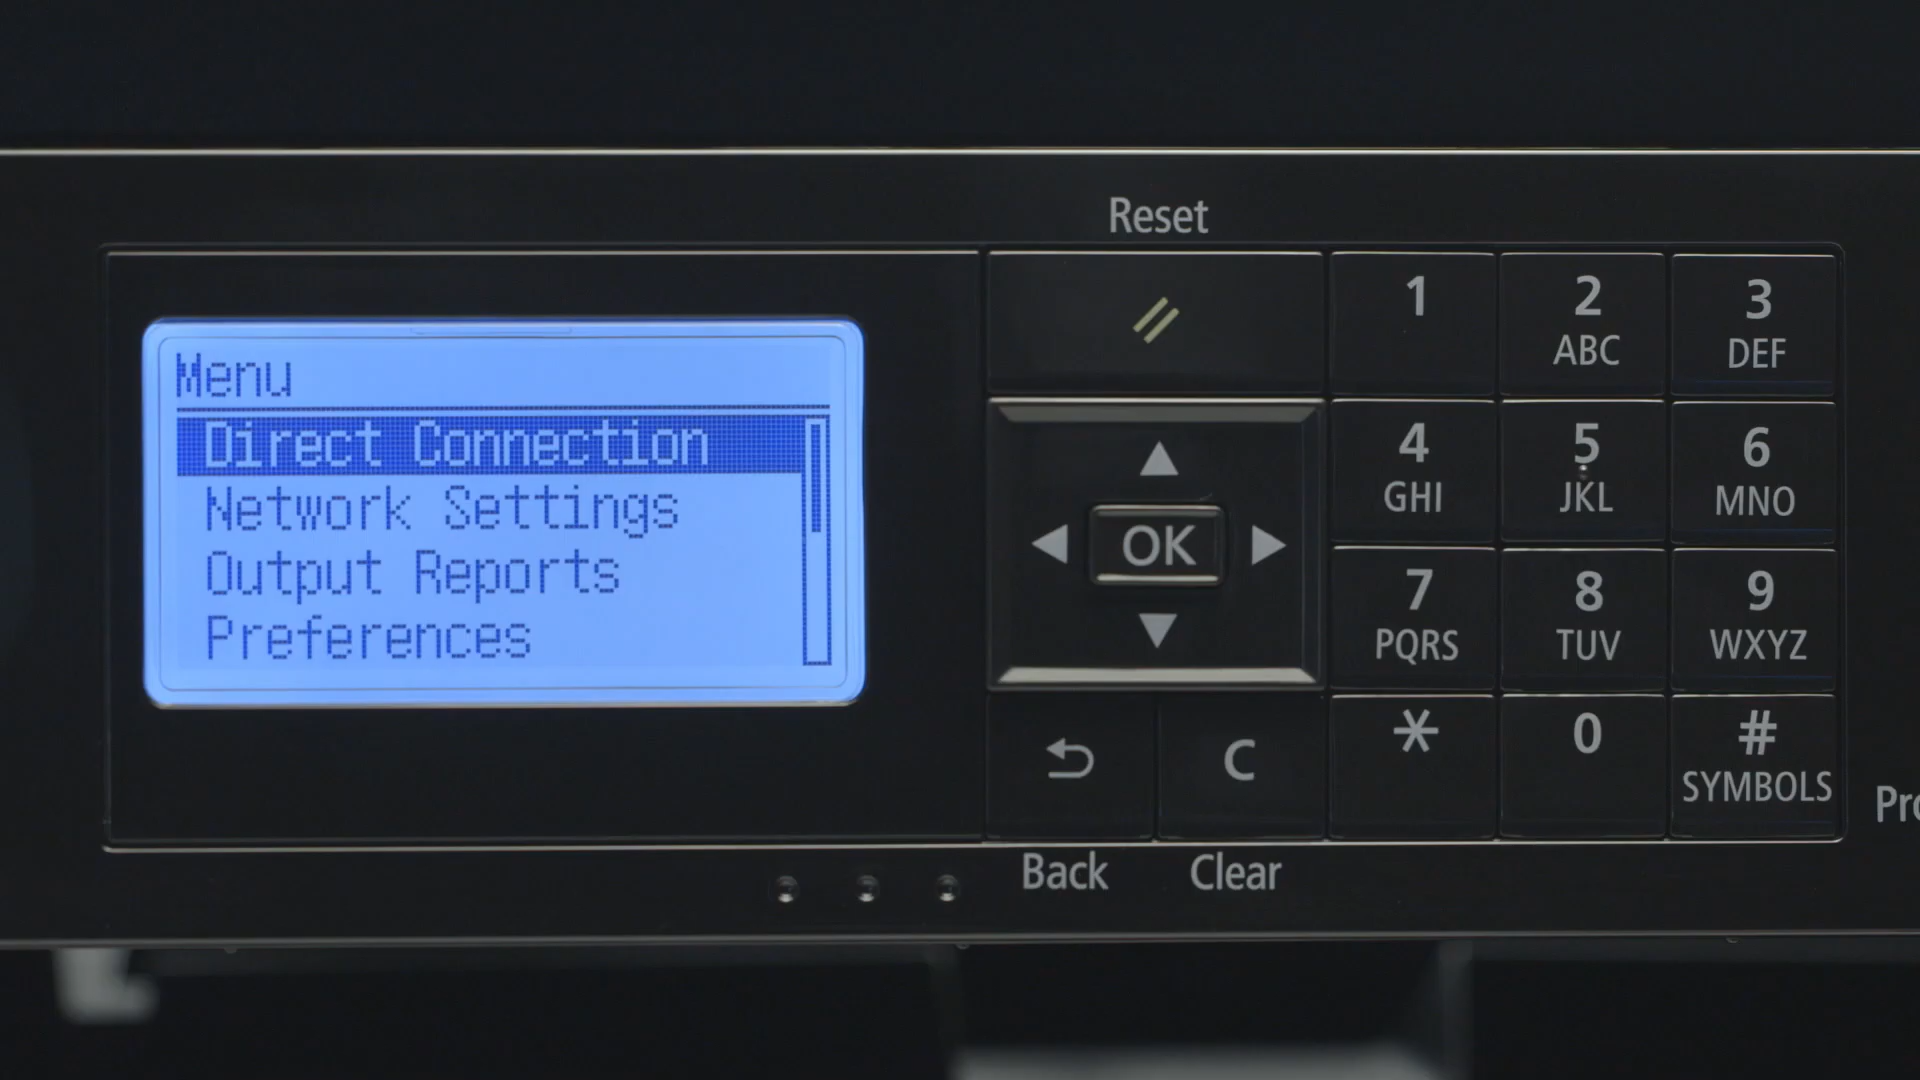 Reset
Menu
Direct Connection
Network Settings
Output Reports
Preferences
OK
C
Back Clear
1 2 3
ABC DEF
4 5 6
GHI JKL MNO
7 8 9
PQRS TUV WXYZ
* 0 #
SYMBOLS